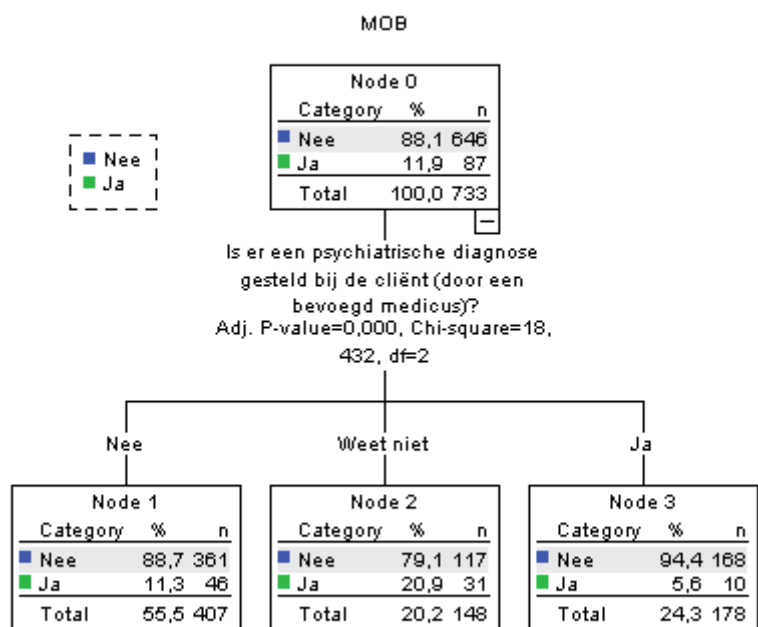 MOB
Node 0
Category % n
Nee 88,1 646
Ja 11,9 87
Total 100,0 733
Nee
Ja
Is er een psychiatrische diagnose
gesteld bij de cliënt (door een
bevoegd medicus)?
Adj. P-value=0,000, Chi-square=18,
432, df=2
Nee
Weet niet
Ja
Node 1
Category % n
Nee 88,7 361
Ja 11,3 46
Total 55,5 407
Node 2
Category % n
Nee 79,1 117
Ja 20,9 31
Total 20,2 148
Node 3
Category % n
Nee 94,4 168
Ja 5,6 10
Total 24,3 178